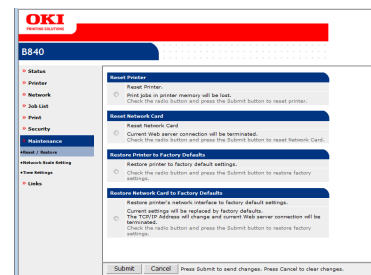 OKI
PRINTING SOLUTIONS
B840
Status
Printer
Network
Job List
Print
Security
Maintenance
Reset / Restore
Network Scale Setting
Time Settings
Links
Reset Printer
Reset Printer.
Print jobs in printer memory will be lost.
Check the radio button and press the Submit button to reset printer.
Reset Network Card
Reset Network Card
Current Web server connection will be terminated.
Check the radio button and press the Submit button to reset Network Card.
Restore Printer to Factory Defaults
Restore printer to factory default settings.
Check the radio button and press the Submit button to restore factory
settings.
Restore Network Card to Factory Defaults
Restore printer's network interface to factory default settings.
Current settings will be replaced by factory defaults.
The TCP/IP Address will change and current Web server connection will be
terminated.
Check the radio button and press the Submit button to restore factory
settings.
Submit Cancel Press Submit to send changes. Press Cancel to clear changes.